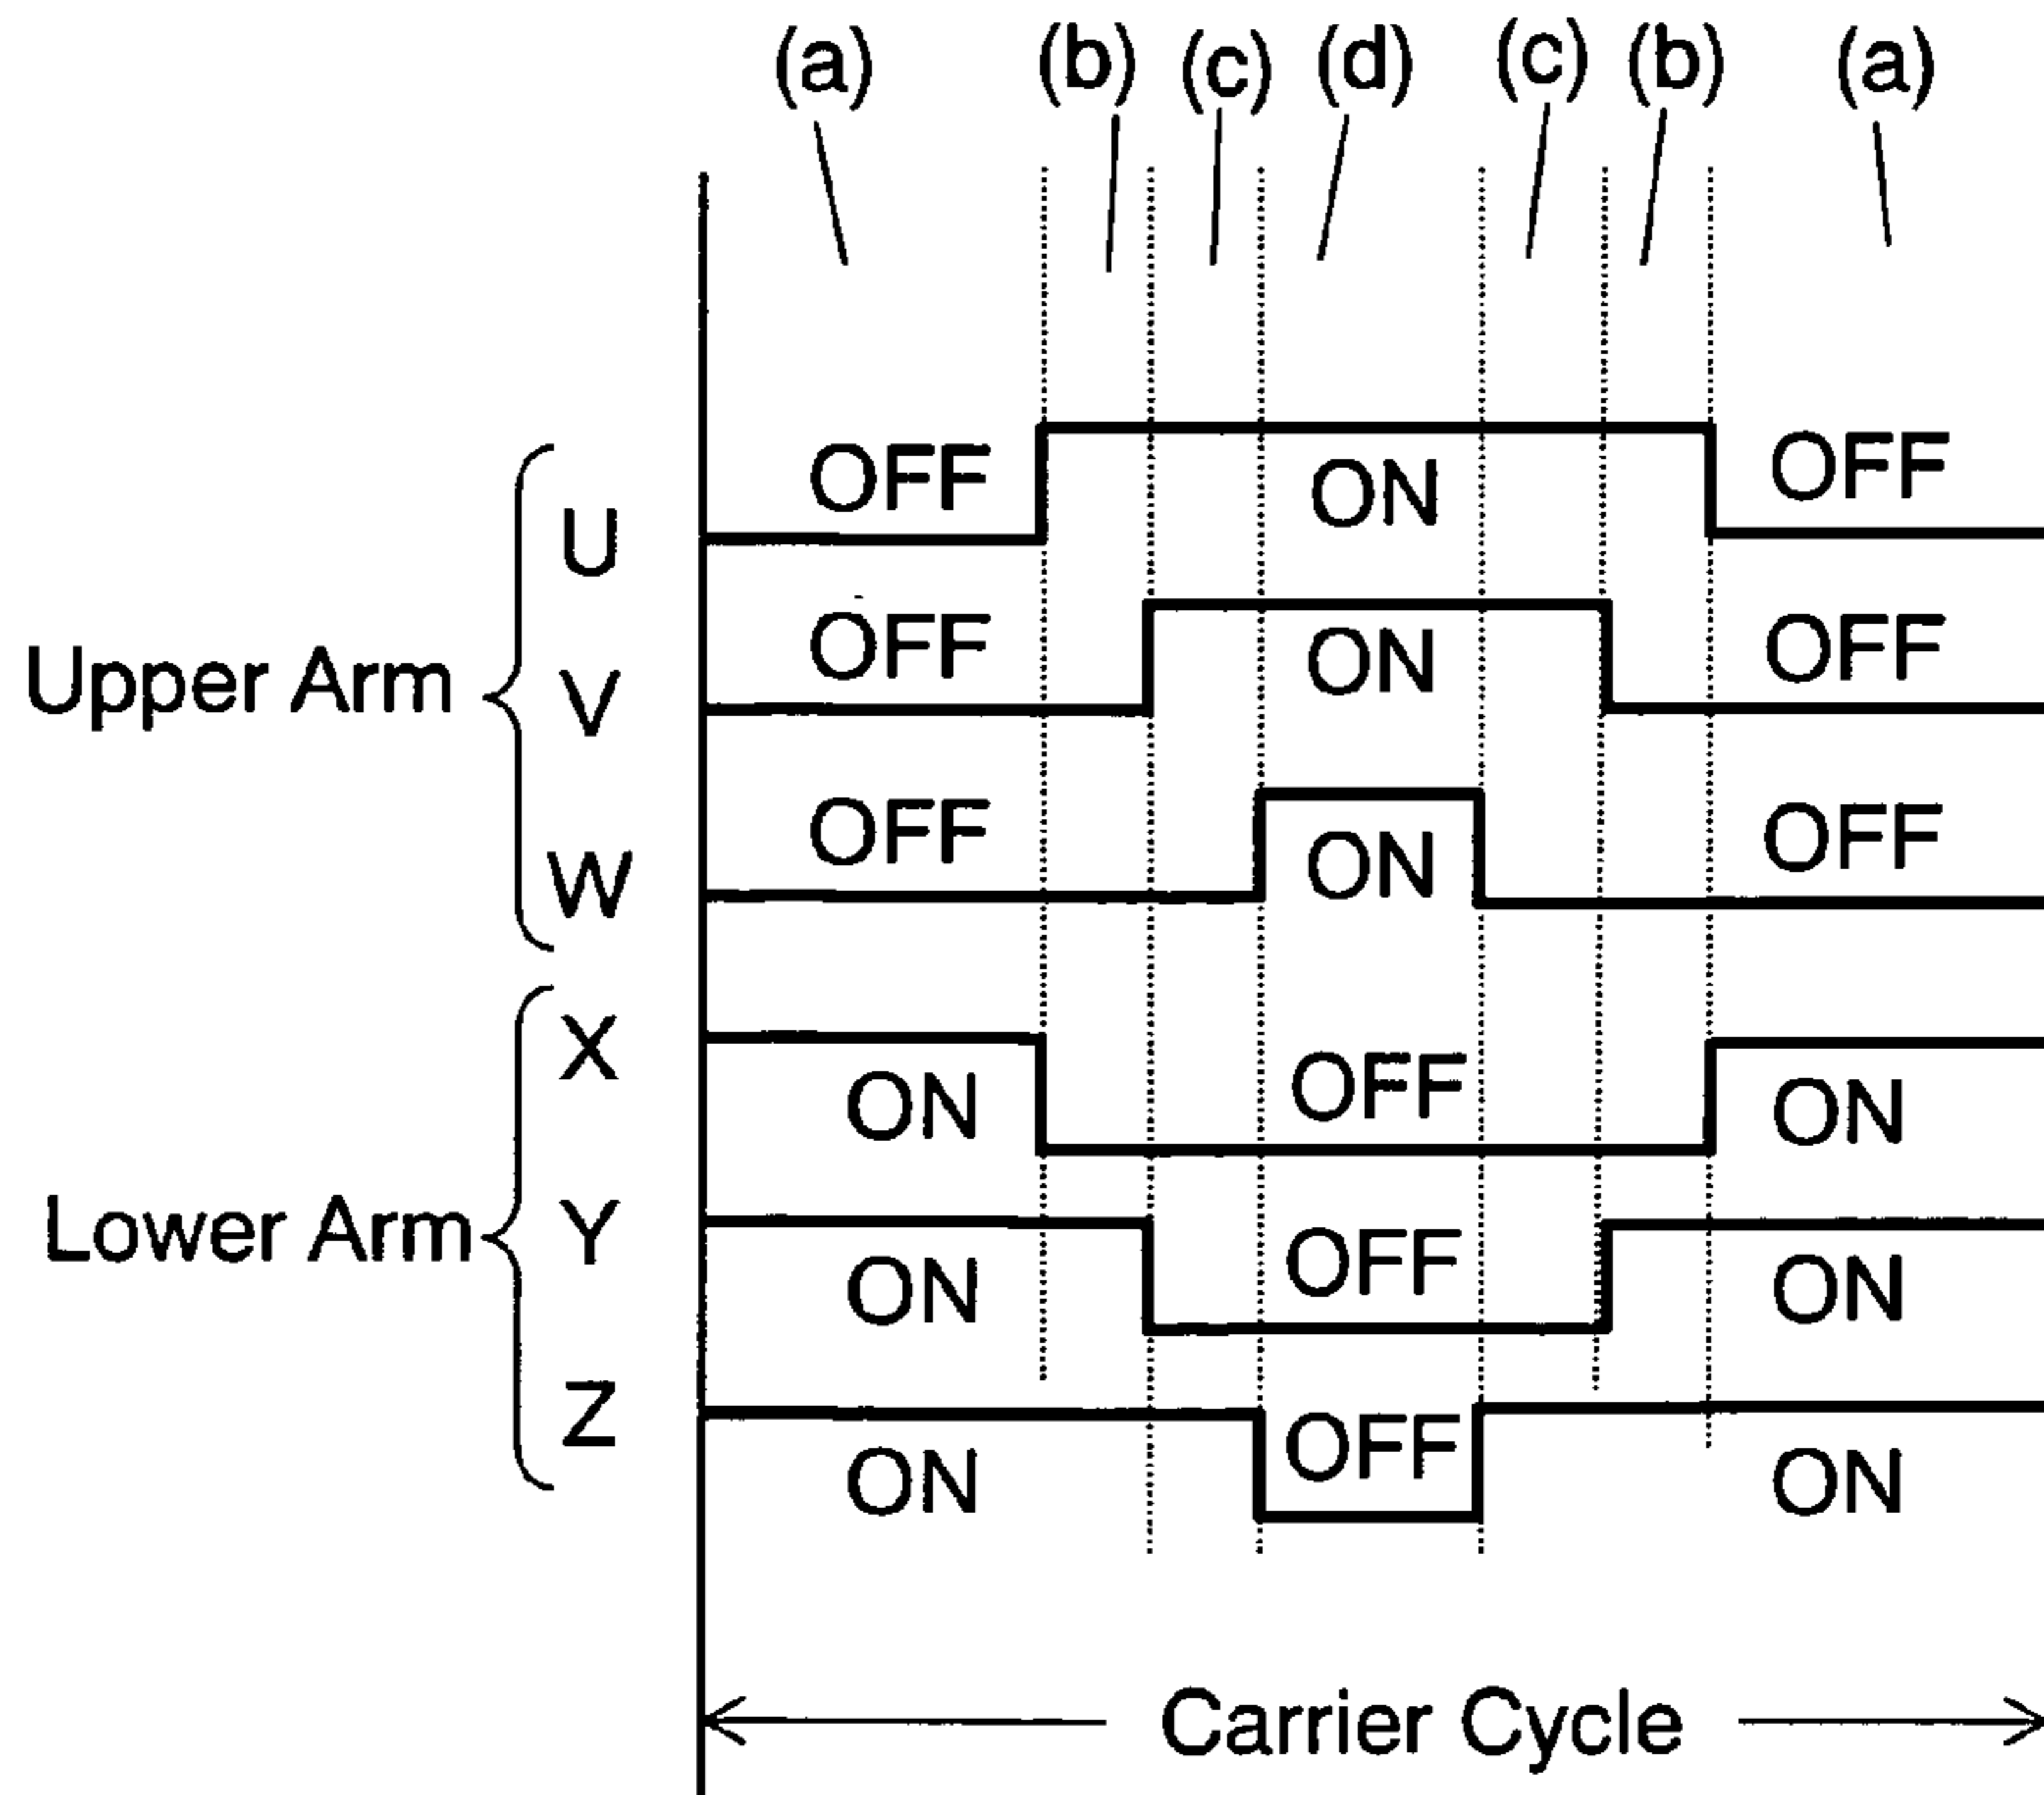 (a) (b) (c) (d) (c) (b) (a)
OFF ON OFF
U
OFF ON OFF
Upper Arm V
OFF ON OFF
W
X
ON OFF ON
Y
Lower Arm
ON OFF ON
Z
ON OFF ON
Carrier Cycle